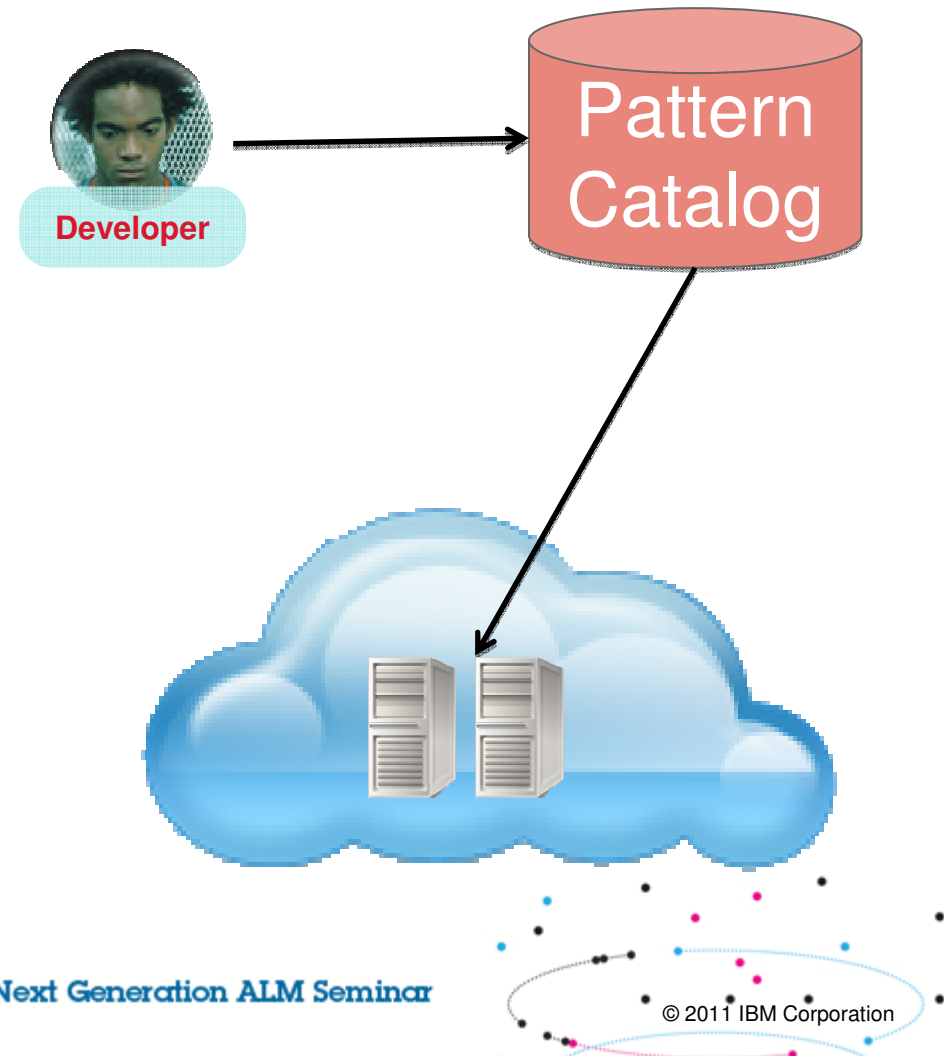 Pattern
Catalog
Developer
Next Generation ALM Seminar
© 2011 IBM Corporation